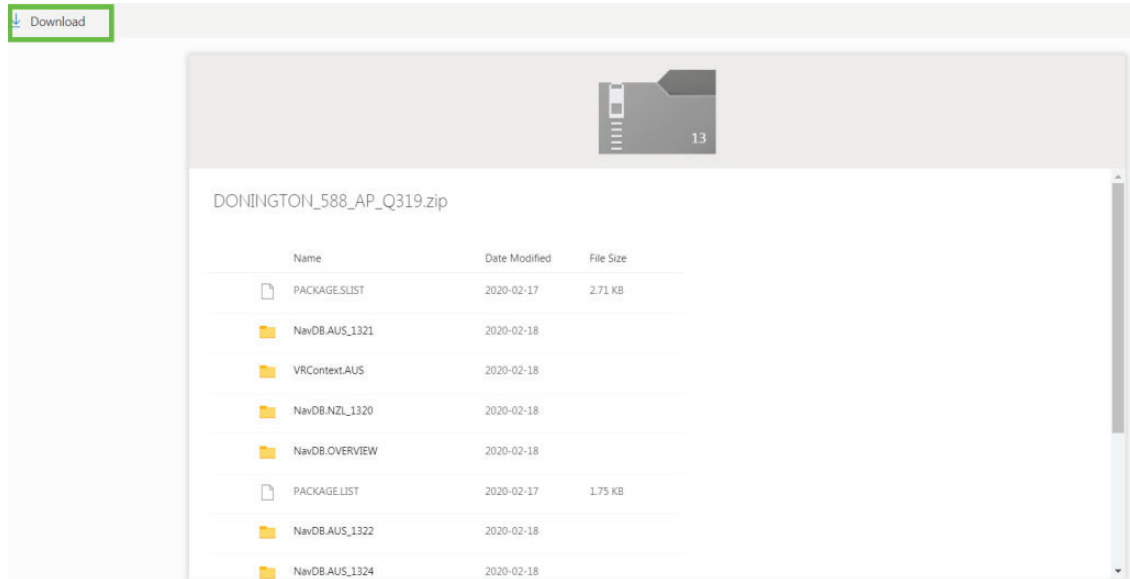 Download
13
DONINGTON_588_AP_Q319.zip
Name Date Modified File Size
PACKAGE.SLIST 2020-02-17 2.71 KB
NavDB.AUS_1321 2020-02-18
VRContext.AUS 2020-02-18
NavDB.NZL_1320 2020-02-18
NavDB.OVERVIEW 2020-02-18
PACKAGE.LIST 2020-02-17 1.75 KB
NavDB.AUS_1322 2020-02-18
NavDB.AUS_1324 2020-02-18